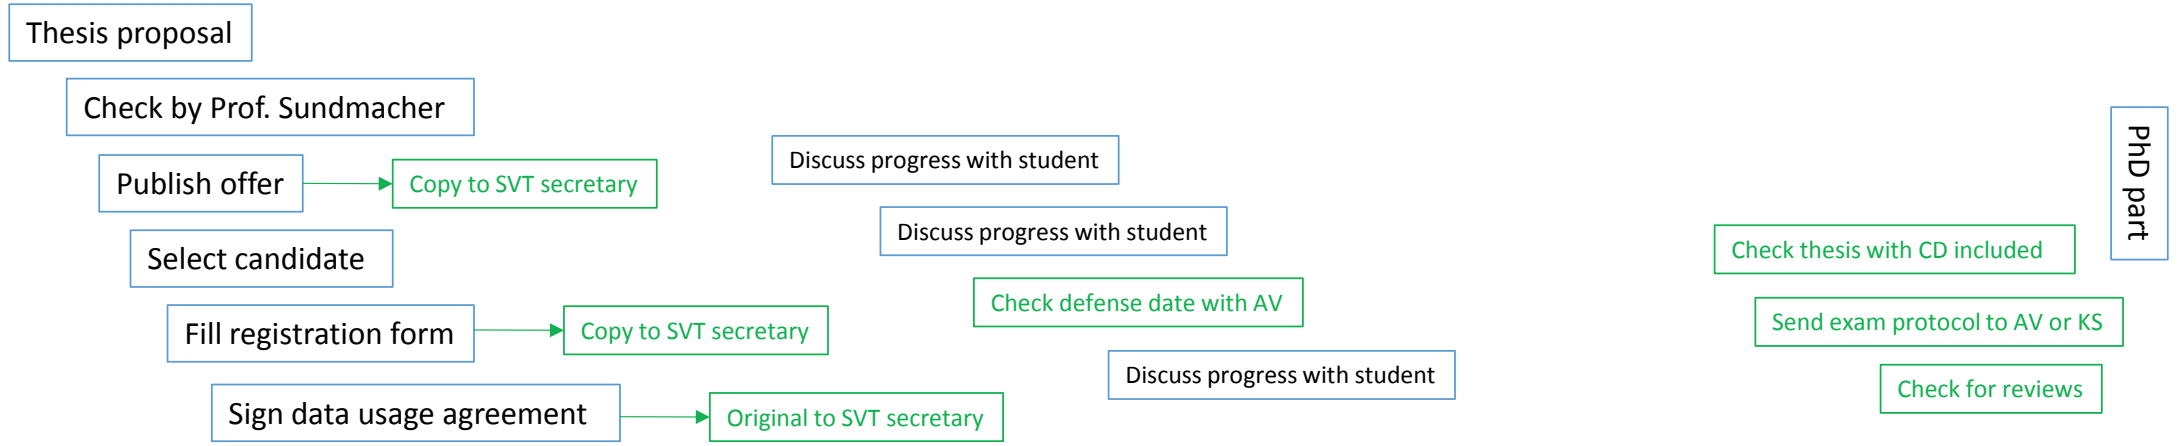 Thesis proposal
Check by Prof. Sundmacher
Publish offer
Copy to SVT secretary
Select candidate
Fill registration form
Copy to SVT secretary
Sign data usage agreement
Original to SVT secretary
Discuss progress with student
Discuss progress with student
Check defense date with AV
Discuss progress with student
Check thesis with CD included
Send exam protocol to AV or KS
Check for reviews
PhD part